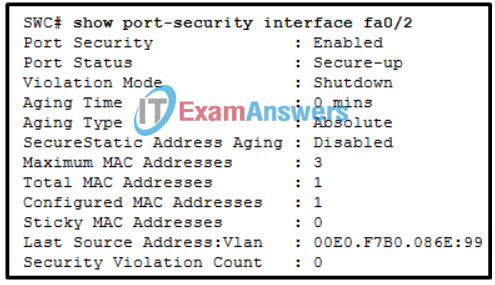 SWC# show port-security interface fa0/2
Port Security : Enabled
Port Status : Secure-up
Violation Mode : Shutdown
Aging Time : 0 mins
Aging Type : Absolute
SecureStatic Address Aging : Disabled
Maximum MAC Addresses : 3
Total MAC Addresses : 1
Configured MAC Addresses : 1
Sticky MAC Addresses : 0
Last Source Address:Vlan : 00E0.F7B0.086E:99
Security Violation Count : 0
IT ExamAnswers